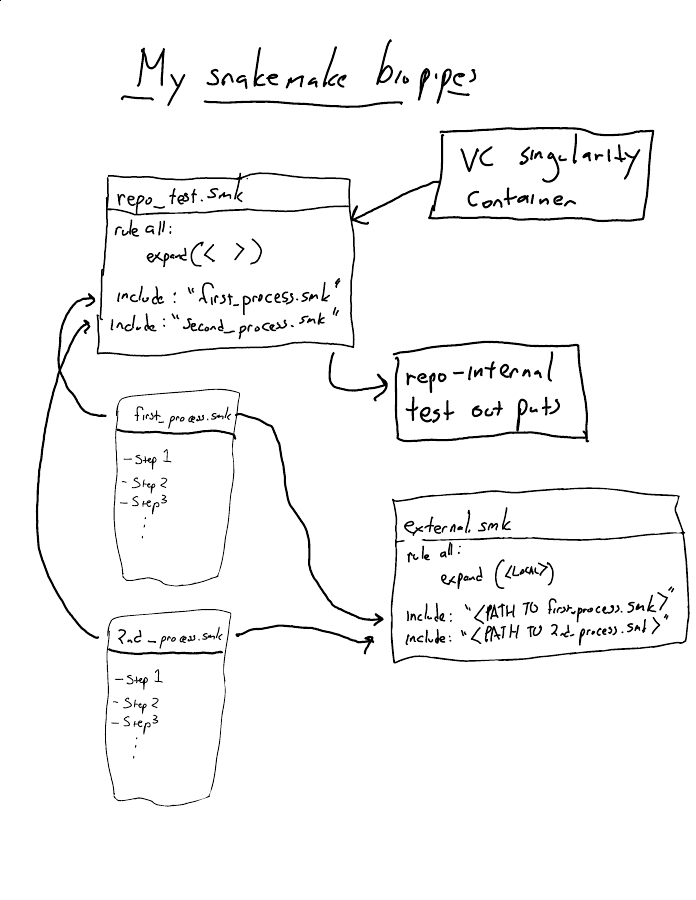 My snakemake biopipes
VC singularity
Container
repo_test.smk
rule all:
expand(< >)
include: "first_process.smk"
include: "second_process.smk"
repo-internal
test out puts
first_process.smk
- Step 1
- Step 2
- Step 3
external.smk
rule all:
expand (<LOCAL>)
include: "<PATH TO first_process.smk>"
include: "<PATH TO 2nd_process.smk>"
2nd_process.smk
- Step 1
- Step 2
- Step 3